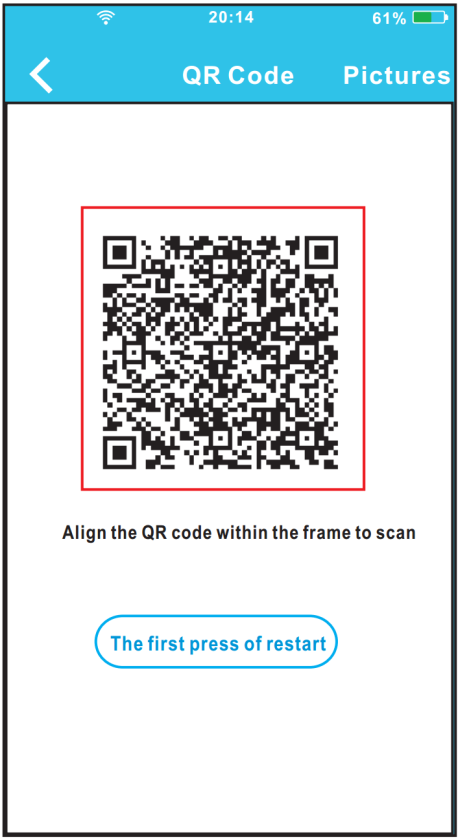 20:14 61%
QR Code Pictures
Align the QR code within the frame to scan
The first press of restart